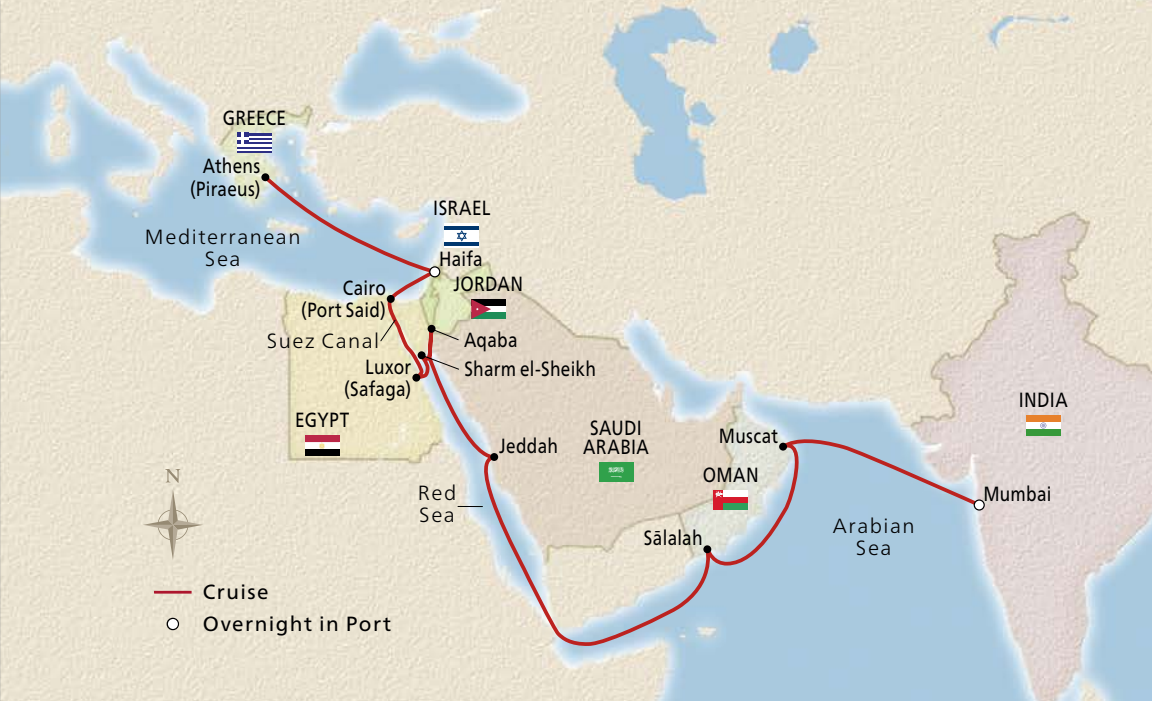 GREECE
Athens
(Piraeus)
Mediterranean
Sea
ISRAEL
Haifa
JORDAN
Cairo
(Port Said)
Suez Canal
Aqaba
Sharm el-Sheikh
Luxor
(Safaga)
EGYPT
INDIA
SAUDI
ARABIA
Muscat
Jeddah
OMAN
N
Red
Sea
Mumbai
Arabian
Sea
Sālalah
Cruise
Overnight in Port